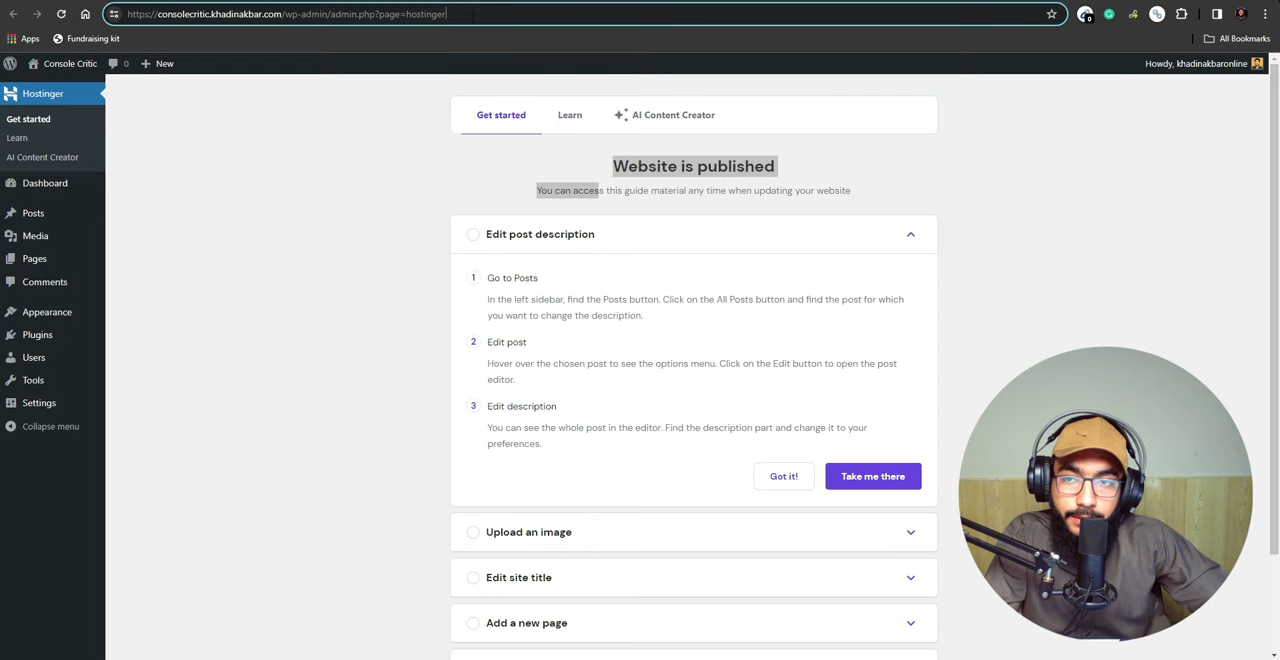 https://consolecritic.khadinakbar.com/wp-admin/admin.php?page=hostinger
0
Apps
Fundraising kit
All Bookmarks
Console Critic
0
New
Howdy, khadinakbaronline
Hostinger
Get started
Learn
AI Content Creator
Dashboard
Posts
Media
Pages
Comments
Appearance
Plugins
Users
Tools
Settings
Collapse menu
Get started
Learn
AI Content Creator
Website is published
You can access this guide material any time when updating your website
Edit post description
1 Go to Posts
In the left sidebar, find the Posts button. Click on the All Posts button and find the post for which
you want to change the description.
2 Edit post
Hover over the chosen post to see the options menu. Click on the Edit button to open the post
editor.
3 Edit description
You can see the whole post in the editor. Find the description part and change it to your
preferences.
Got it!
Take me there
Upload an image
Edit site title
Add a new page